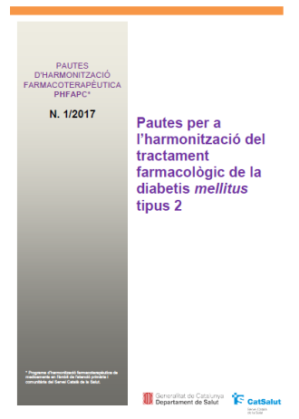 PAUTES
D'HARMONITZACIÓ
FARMACOTERAPÈUTICA
PHFAPC*
N. 1/2017
Pautes per a
l'harmonització del
tractament
farmacològic de la
diabetis mellitus
tipus 2
* Programa d'harmonització farmacoterapèutica de
medicaments en l'àmbit de l'atenció primària i
comunitària del Servei Català de la Salut.
Generalitat de Catalunya
Departament de Salut
CatSalut
Servei Català
de la Salut